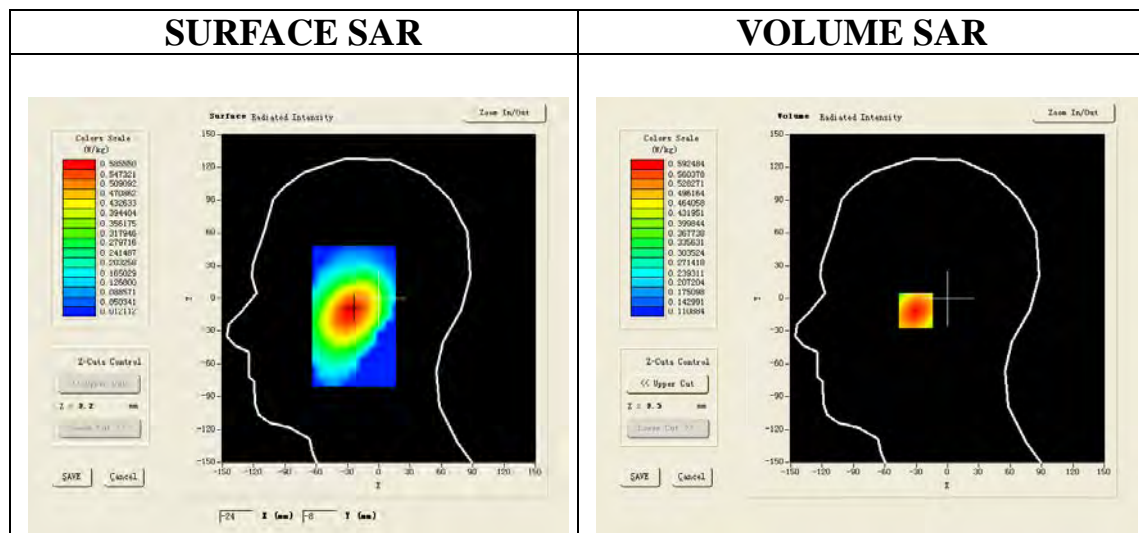 SURFACE SAR
Surface Radiated Intensity
Zoom In/Out
Colors Scale
(W/kg)
0.585550
0.547321
0.509092
0.470862
0.432633
0.394404
0.356175
0.317946
0.279716
0.241487
0.203258
0.165029
0.126800
0.088571
0.050341
0.012112
Z-Cuts Control
Z = mm
SAVE Cancel
150
120
90
60
30
0
-30
-60
-90
-120
-150
-150 -120 -90 -60 -30 0 30 60 90 120 150
X
-24 X (mm) -8 Y (mm)
VOLUME SAR
Volume Radiated Intensity
Zoom In/Out
Colors Scale
(W/kg)
0.592484
0.560378
0.528271
0.496164
0.464058
0.431951
0.399844
0.367738
0.335631
0.303524
0.271418
0.239311
0.207204
0.175098
0.142991
0.110884
Z-Cuts Control
<< Upper Cut
Z = mm
Lower Cut >>
SAVE Cancel
150
120
90
60
30
0
-30
-60
-90
-120
-150
-150 -120 -90 -60 -30 0 30 60 90 120 150
X